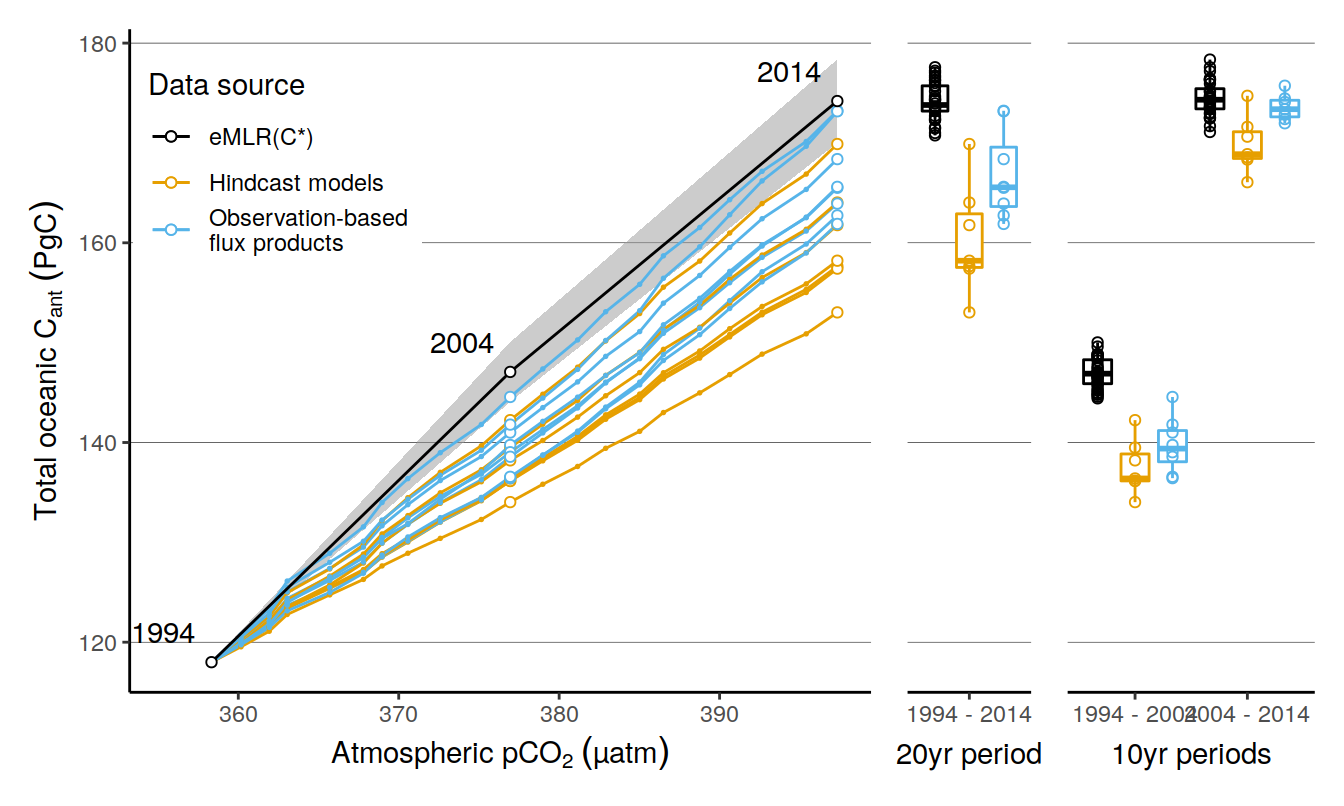 180
160
140
120
Total oceanic Cant (PgC)
Data source
eMLR(C*)
Hindcast models
Observation-based
flux products
1994
2004
2014
360
370
380
390
Atmospheric pCO2 (µatm)
1994 - 2014
20yr period
1994 - 2004
2004 - 2014
10yr periods